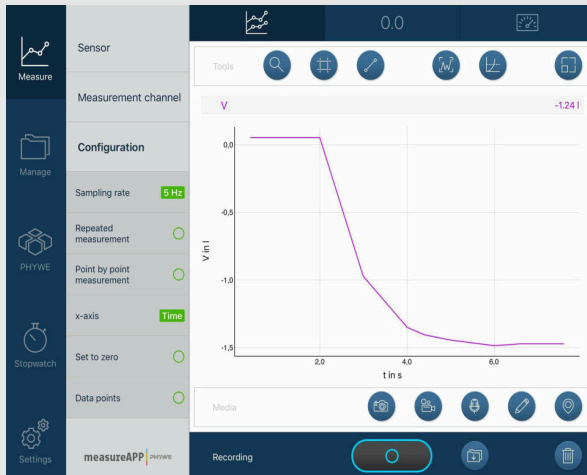 Measure
Manage
PHYWE
Stopwatch
Settings
Sensor
Measurement channel
Configuration
Sampling rate 5 Hz
Repeated
measurement
Point by point
measurement
x-axis Time
Set to zero
Data points
measureAPP PHYWE
0.0
Tools
V -1.24 l
V in l
0,0
-0,5
-1,0
-1,5
2,0 4,0 6,0
t in s
Media
Recording